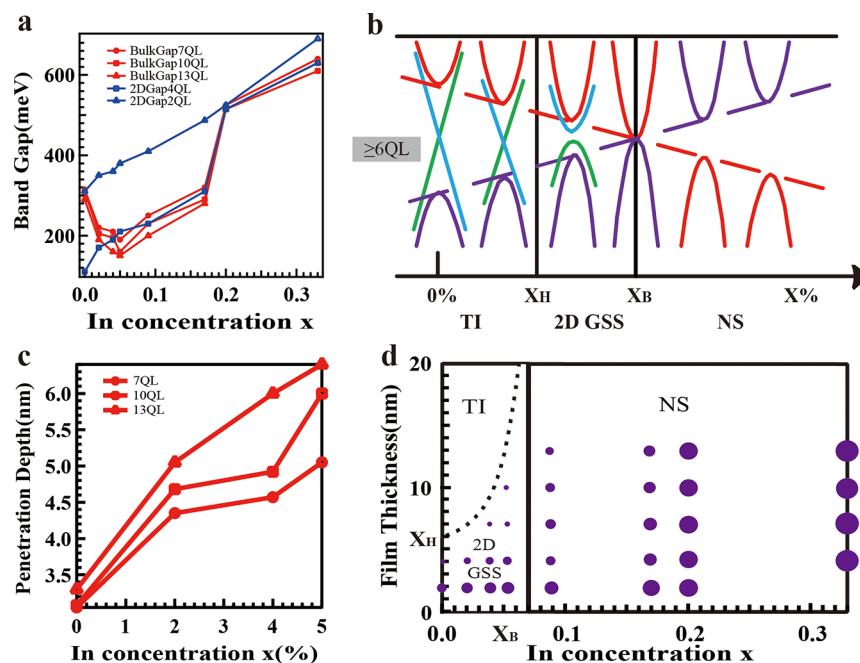 a
Band Gap(meV)
600
400
200
BulkGap7QL
BulkGap10QL
BulkGap13QL
2DGap4QL
2DGap2QL
0.0
0.1
0.2
0.3
In concentration x
b
≥6QL
0%
XH
XB
X%
TI
2D GSS
NS
c
Penetration Depth(nm)
6.0
5.5
5.0
4.5
4.0
3.5
7QL
10QL
13QL
0
1
2
3
4
5
In concentration x(%)
d
Film Thickness(nm)
20
10
0
XH
TI
NS
2D
GSS
0.0
XB
0.1
0.2
0.3
In concentration x